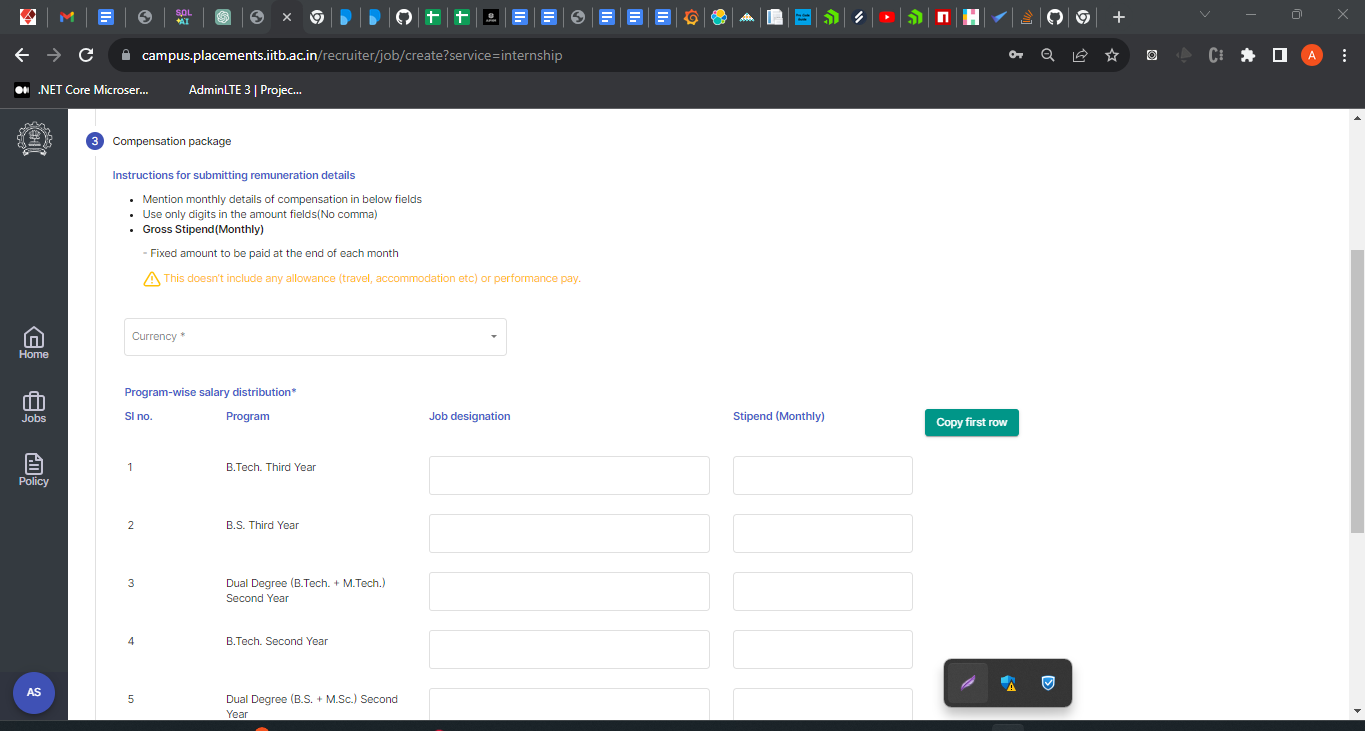 SQL
AI
campus.placements.iitb.ac.in/recruiter/job/create?service=internship
A
.NET Core Microser...
AdminLTE 3 | Projec...
3 Compensation package
Instructions for submitting remuneration details
• Mention monthly details of compensation in below fields
• Use only digits in the amount fields(No comma)
• Gross Stipend(Monthly)
- Fixed amount to be paid at the end of each month
This doesn't include any allowance (travel, accommodation etc) or performance pay.
Home
Jobs
Policy
AS
Currency *
Program-wise salary distribution*
Sl no. Program Job designation Stipend (Monthly) Copy first row
1 B.Tech. Third Year
2 B.S. Third Year
3 Dual Degree (B.Tech. + M.Tech.)
Second Year
4 B.Tech. Second Year
5 Dual Degree (B.S. + M.Sc.) Second
Year